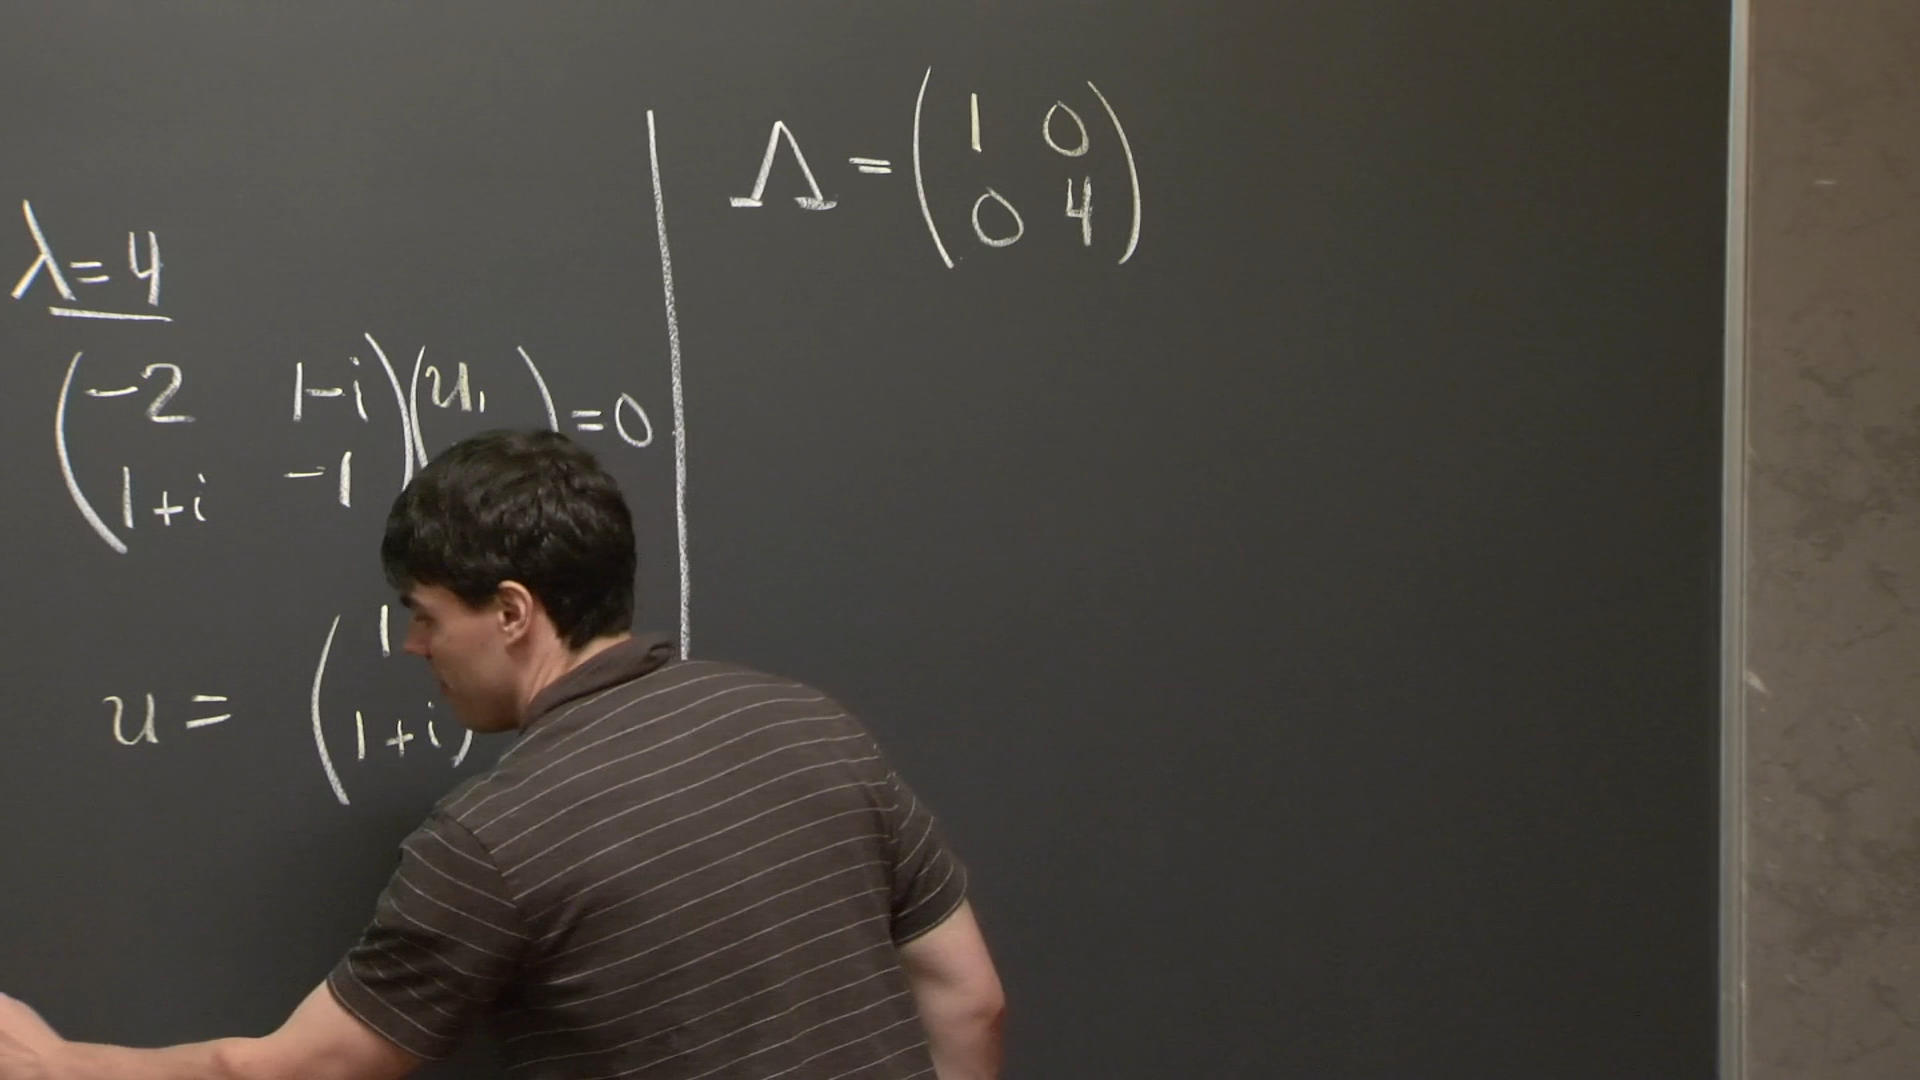 λ=4
(-2 1-i)(u₁ )=0
(1+i -1)
u = (1
1+i)
Λ = (1 0
0 4)